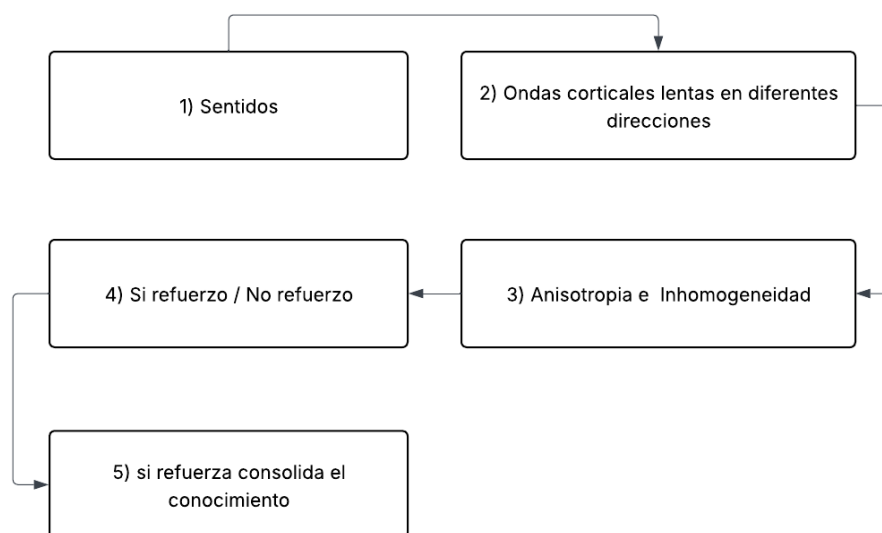 1) Sentidos
2) Ondas corticales lentas en diferentes
direcciones
3) Anisotropia e Inhomogeneidad
4) Si refuerzo / No refuerzo
5) si refuerza consolida el
conocimiento